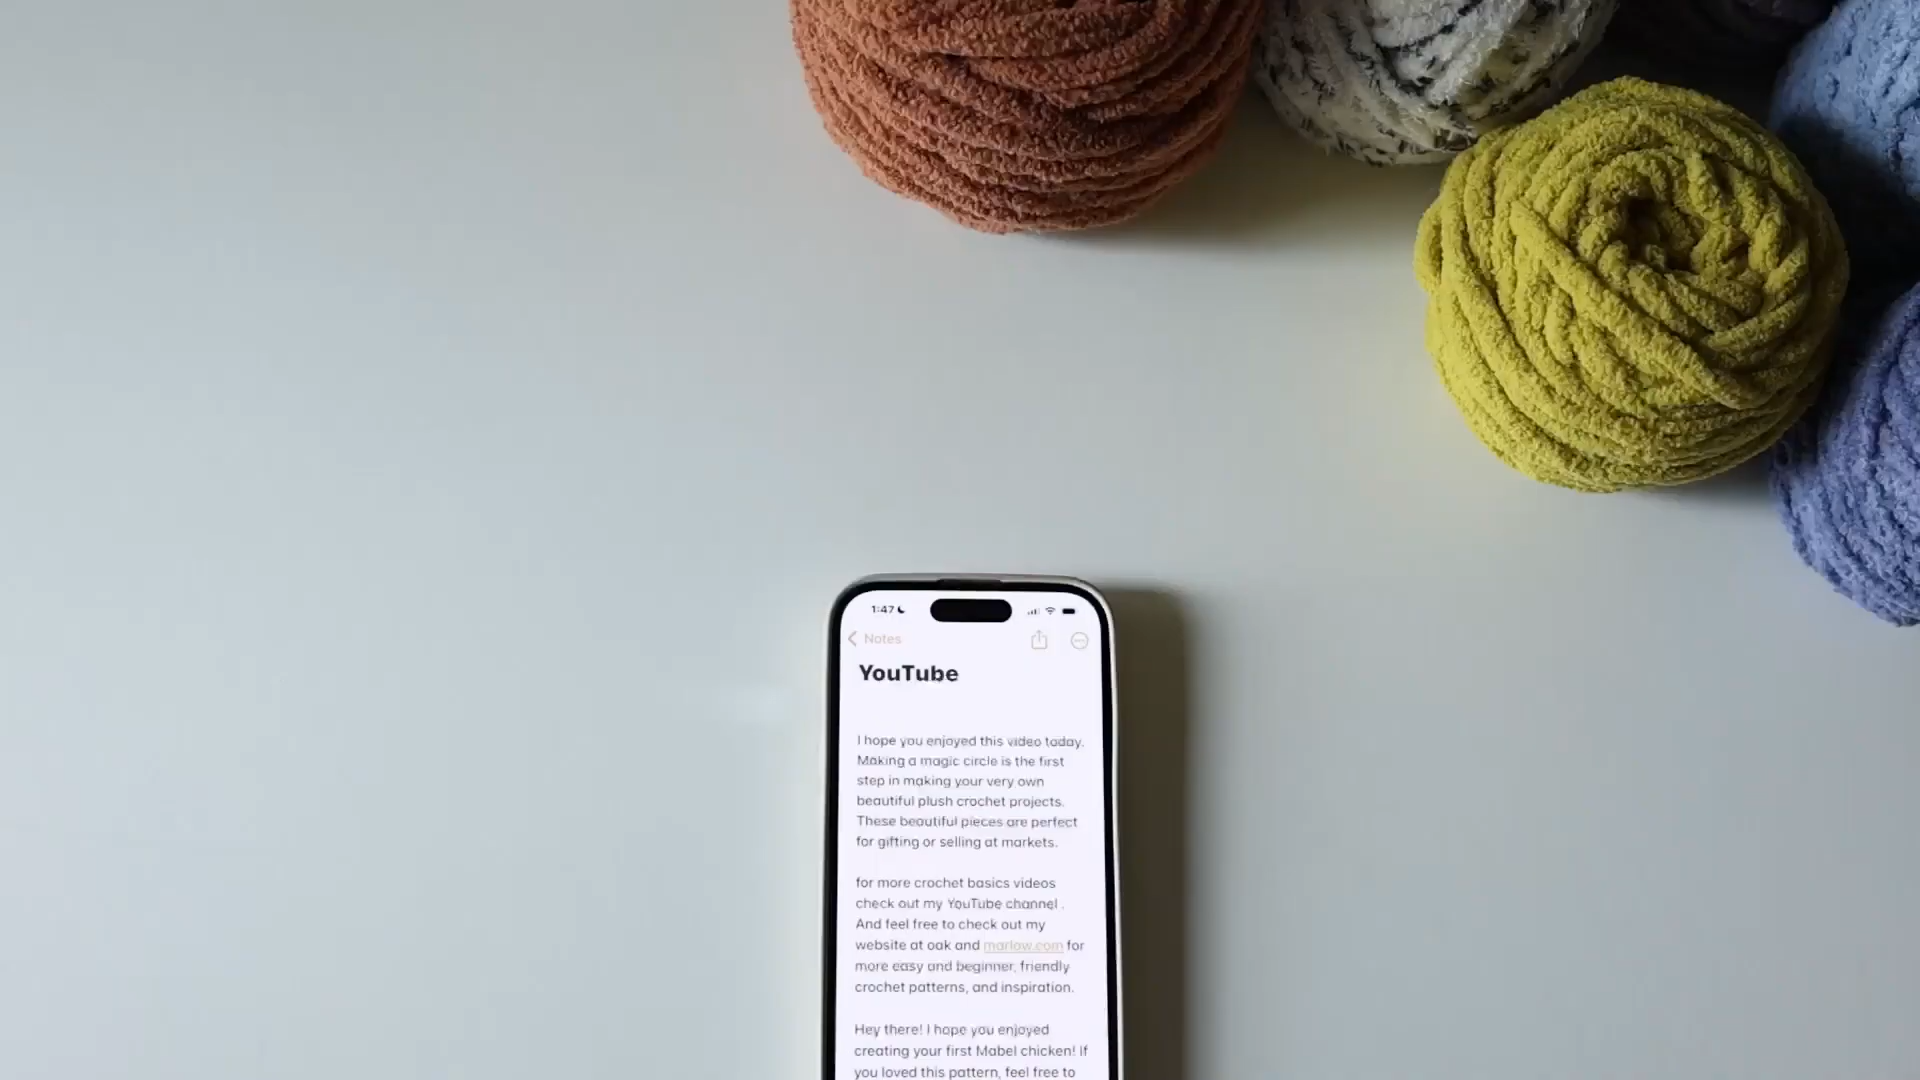 1:47
Notes
YouTube
I hope you enjoyed this video today.
Making a magic circle is the first
step in making your very own
beautiful plush crochet projects.
These beautiful pieces are perfect
for gifting or selling at markets.
for more crochet basics videos
check out my YouTube channel .
And feel free to check out my
website at oak and marlow.com for
more easy and beginner, friendly
crochet patterns, and inspiration.
Hey there! I hope you enjoyed
creating your first Mabel chicken! If
you loved this pattern, feel free to